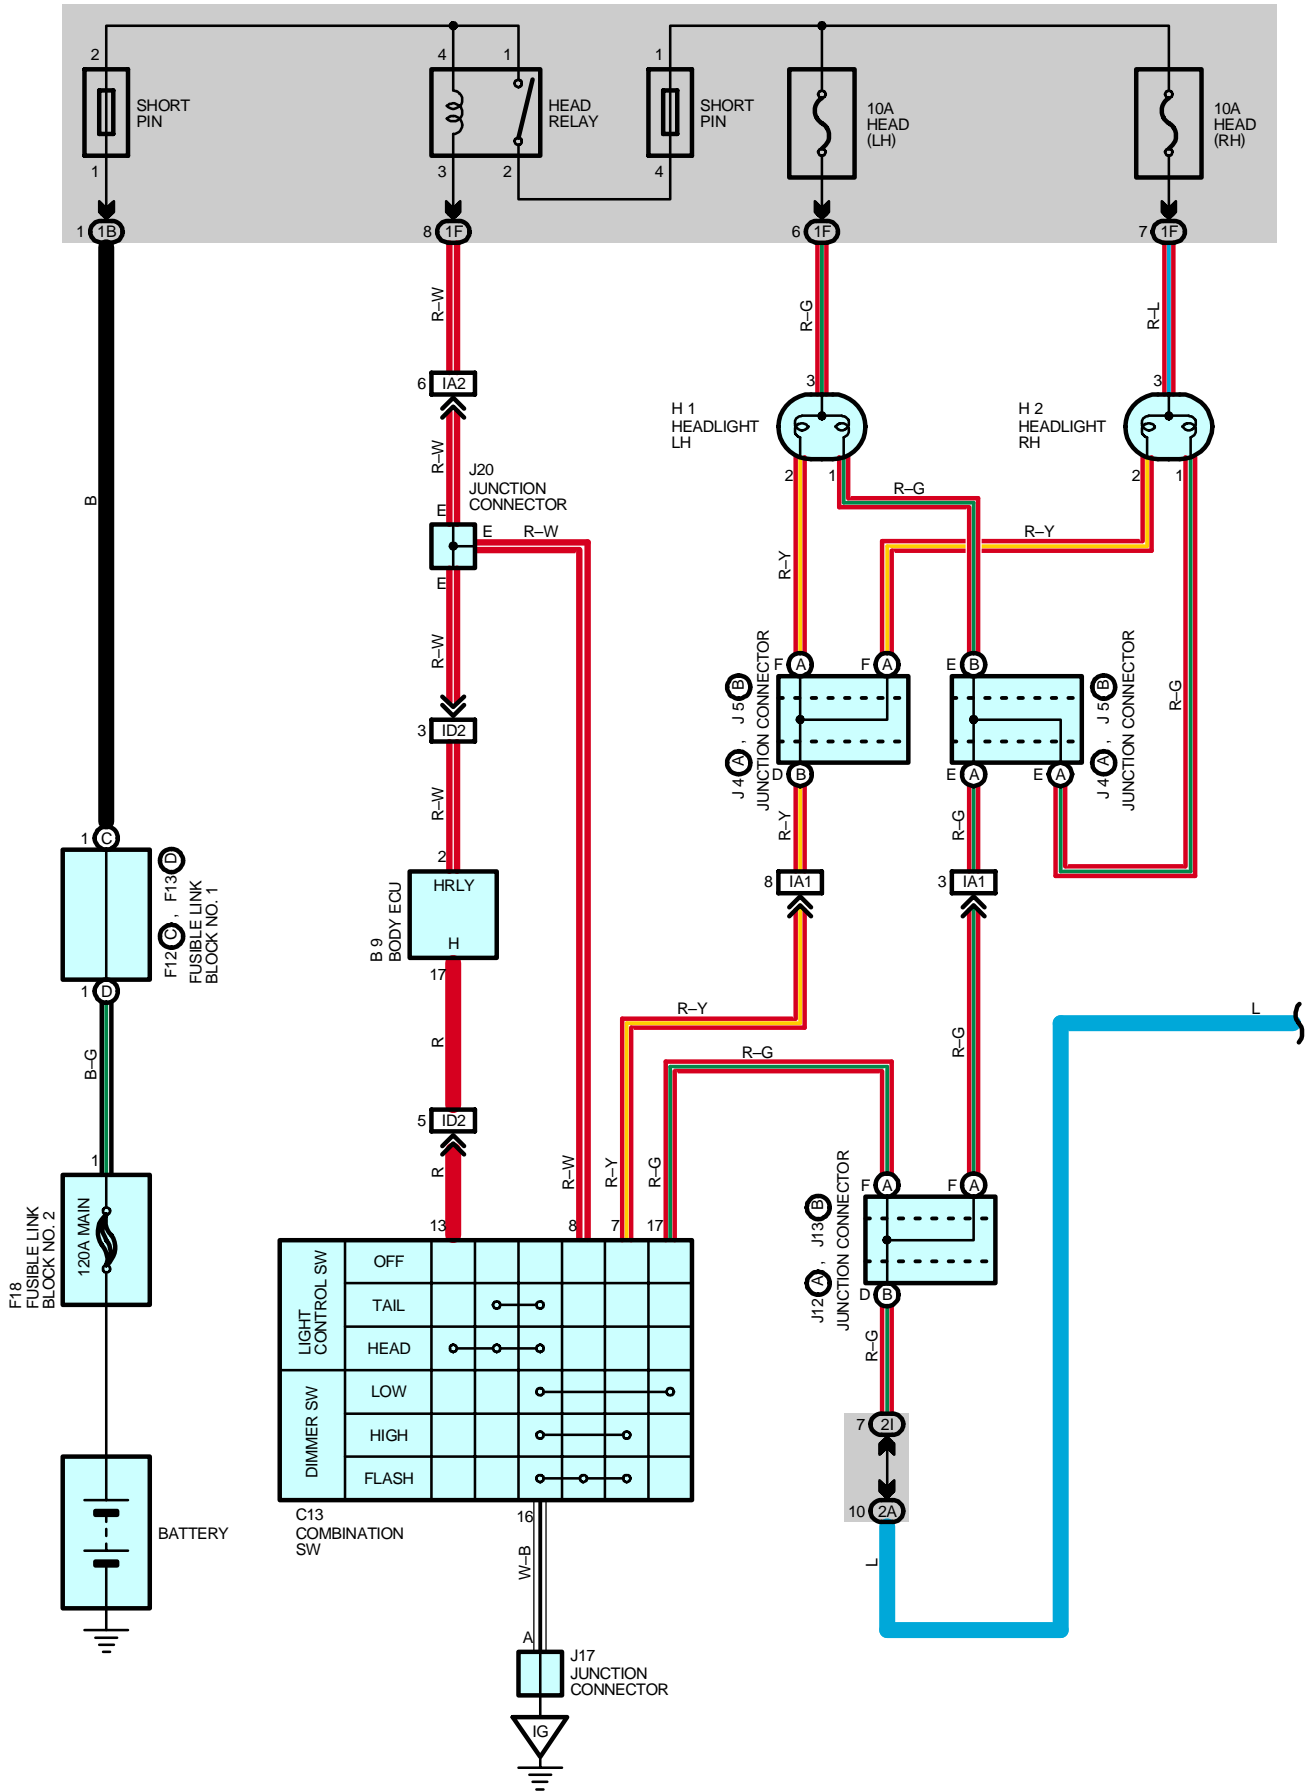 2
4
1
1
SHORT
PIN
HEAD
RELAY
SHORT
PIN
10A
HEAD
(LH)
10A
HEAD
(RH)
1
3
2
4
1 1B
8 1F
6 1F
7 1F
R–W
R–G
R–L
6 IA2
3
3
H 1
HEADLIGHT
LH
H 2
HEADLIGHT
RH
B
R–W
J20
JUNCTION
CONNECTOR
2
1
2
1
R–G
E
E
R–W
R–Y
E
R–Y
R–W
F A
F A
E B
J 4 A , J 5 B
JUNCTION CONNECTOR
J 4 A , J 5 B
JUNCTION CONNECTOR
R–G
3 ID2
D B
E A
E A
R–W
R–Y
R–G
1 C
2
HRLY
8 IA1
3 IA1
F12 C , F13 D
FUSIBLE LINK
BLOCK NO. 1
B 9
BODY ECU
H
17
1 D
R–Y
L
R
R–G
R–G
B–G
5 ID2
1
R
R–W
R–Y
R–G
F A
F A
F18
FUSIBLE LINK
BLOCK NO. 2
120A MAIN
13
8
7
17
J12 A , J13 B
JUNCTION CONNECTOR
LIGHT
CONTROL SW
OFF
TAIL
HEAD
D B
R–G
DIMMER SW
LOW
HIGH
FLASH
7 2I
10 2A
BATTERY
C13
COMBINATION
SW
16
W–B
L
A
J17
JUNCTION
CONNECTOR
IG